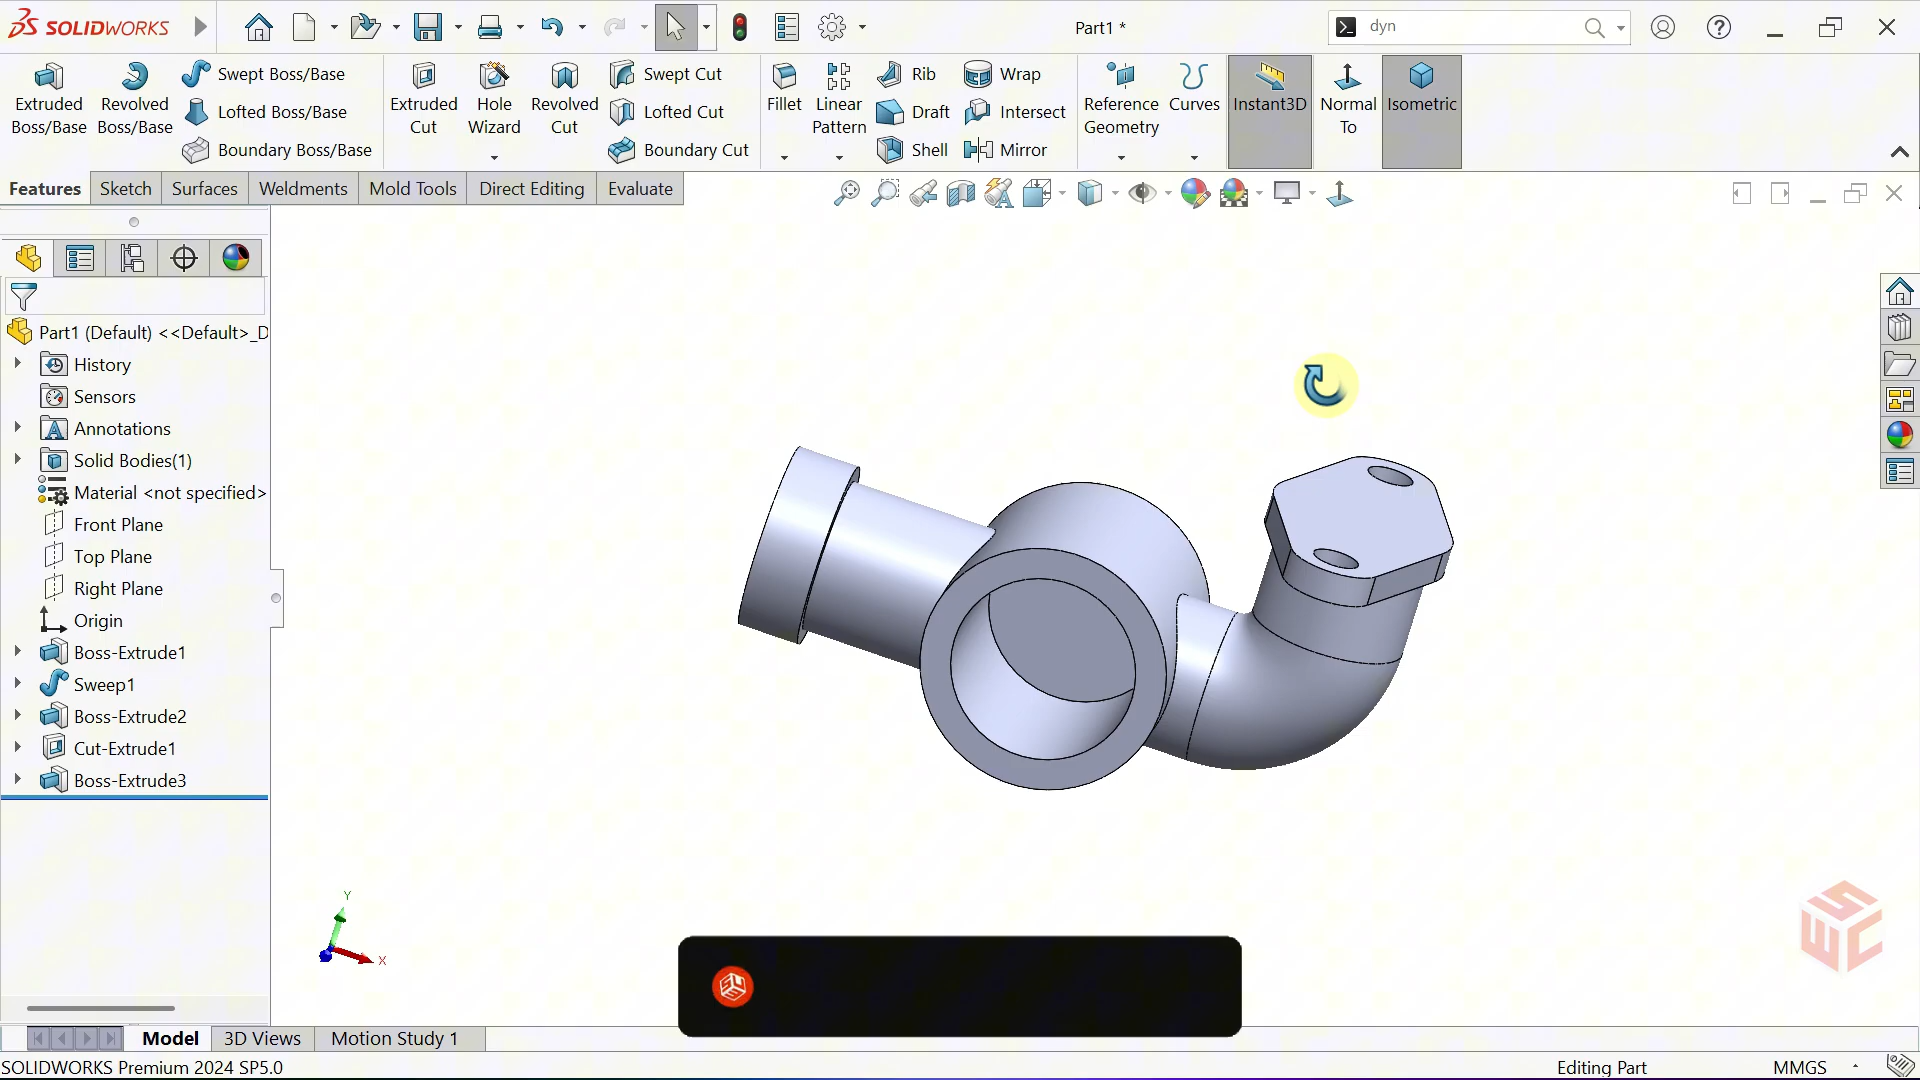 SOLIDWORKS
Part1 *
dyn
Extruded Boss/Base
Revolved Boss/Base
Swept Boss/Base
Lofted Boss/Base
Boundary Boss/Base
Extruded Cut
Hole Wizard
Revolved Cut
Swept Cut
Lofted Cut
Boundary Cut
Fillet
Linear Pattern
Rib
Draft
Shell
Wrap
Intersect
Mirror
Reference Geometry
Curves
Instant3D
Normal To
Isometric
Features
Sketch
Surfaces
Weldments
Mold Tools
Direct Editing
Evaluate
Part1 (Default) <<Default>_D
History
Sensors
Annotations
Solid Bodies(1)
Material <not specified>
Front Plane
Top Plane
Right Plane
Origin
Boss-Extrude1
Sweep1
Boss-Extrude2
Cut-Extrude1
Boss-Extrude3
Y
X
SWC
Model
3D Views
Motion Study 1
SOLIDWORKS Premium 2024 SP5.0
Editing Part
MMGS